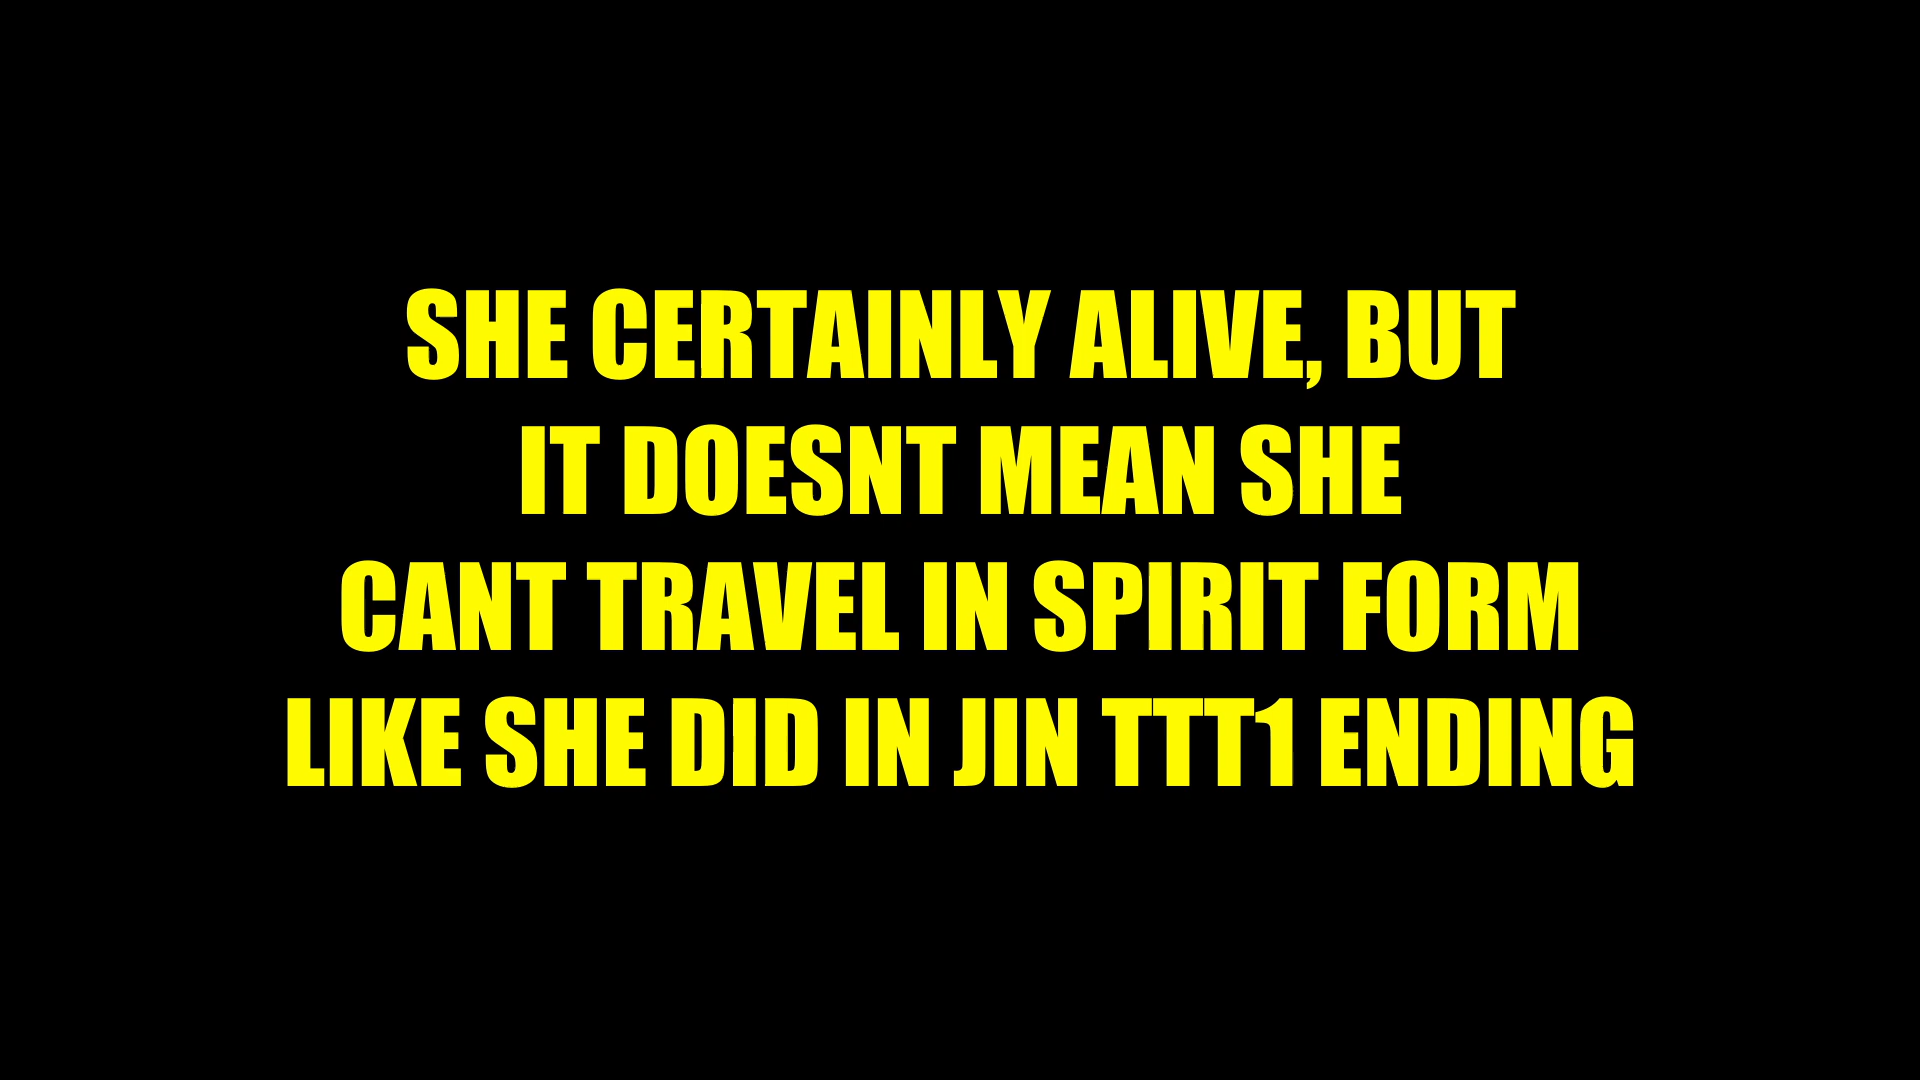 SHE CERTAINLY ALIVE, BUT
IT DOESNT MEAN SHE
CANT TRAVEL IN SPIRIT FORM
LIKE SHE DID IN JIN TTT1 ENDING